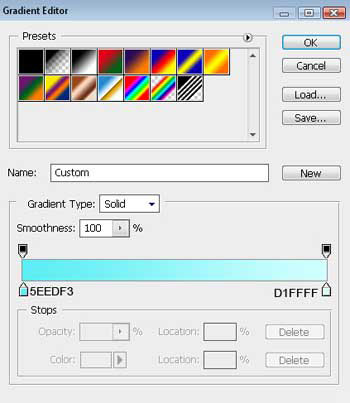 Gradient Editor
Presets
OK
Cancel
Load...
Save...
Name: Custom New
Gradient Type: Solid
Smoothness: 100 %
5EEDF3 D1FFFF
Stops
Opacity: % Location: Delete
Color: Location: Delete